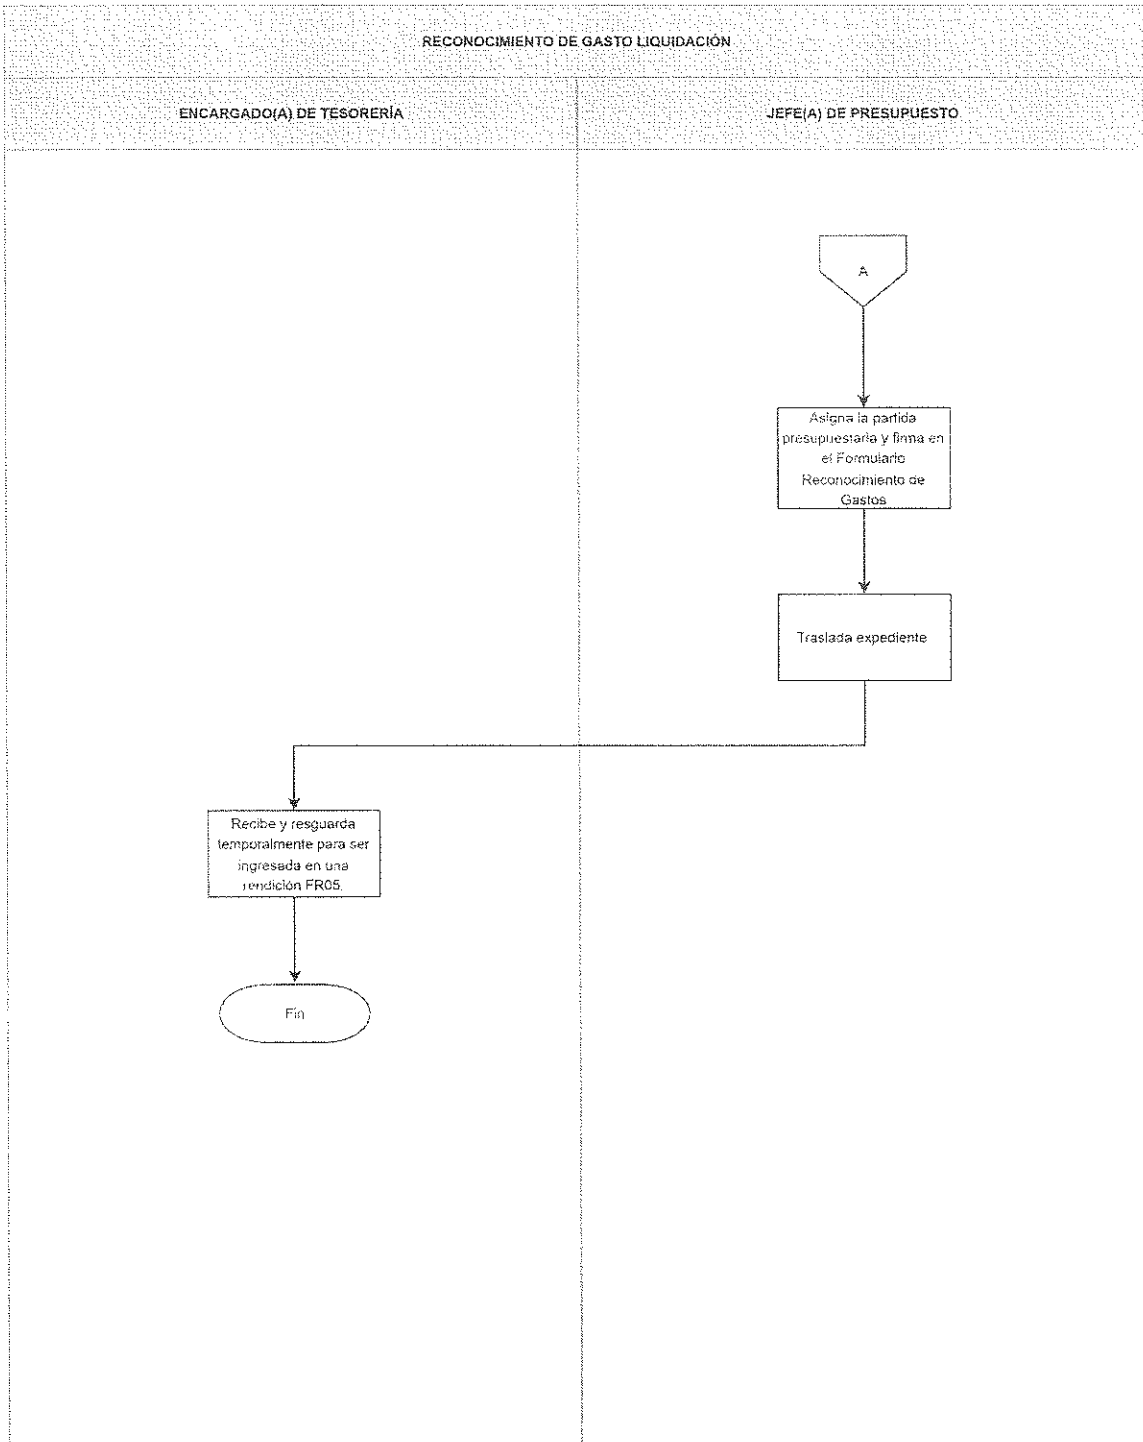 RECONOCIMIENTO DE GASTO LIQUIDACIÓN
ENCARGADO(A) DE TESORERÍA
JEFE(A) DE PRESUPUESTO
A
Asigna la partida
presupuestaria y firma en
el Formulario
Reconocimiento de
Gastos
Traslada expediente
Recibe y resguarda
temporalmente para ser
ingresada en una
rendición FR05.
Fin